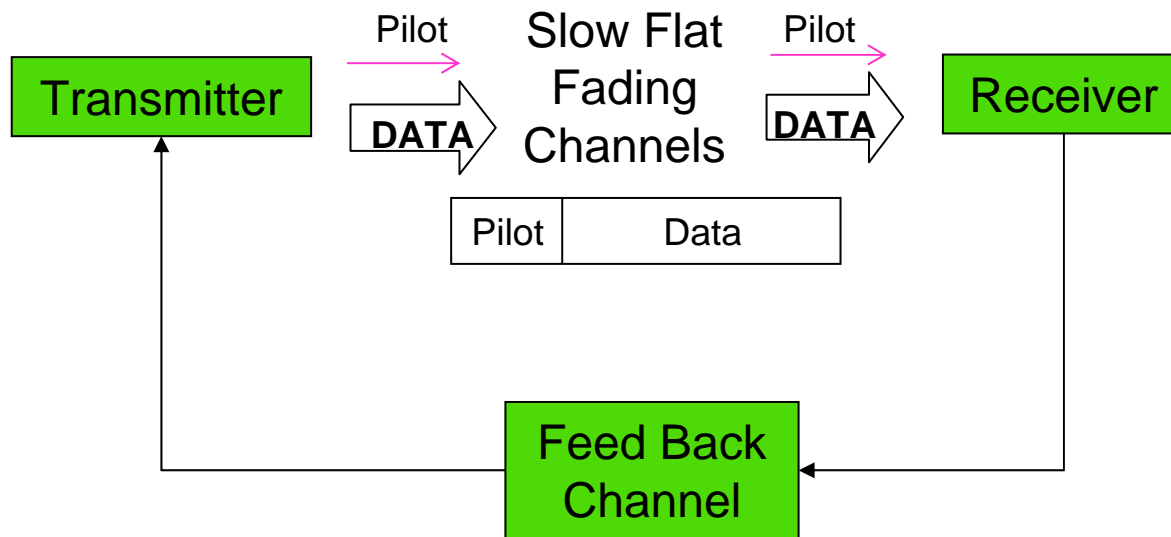 Pilot
Slow Flat
Fading
Channels
Pilot
Transmitter
DATA
DATA
Receiver
Pilot
Data
Feed Back
Channel